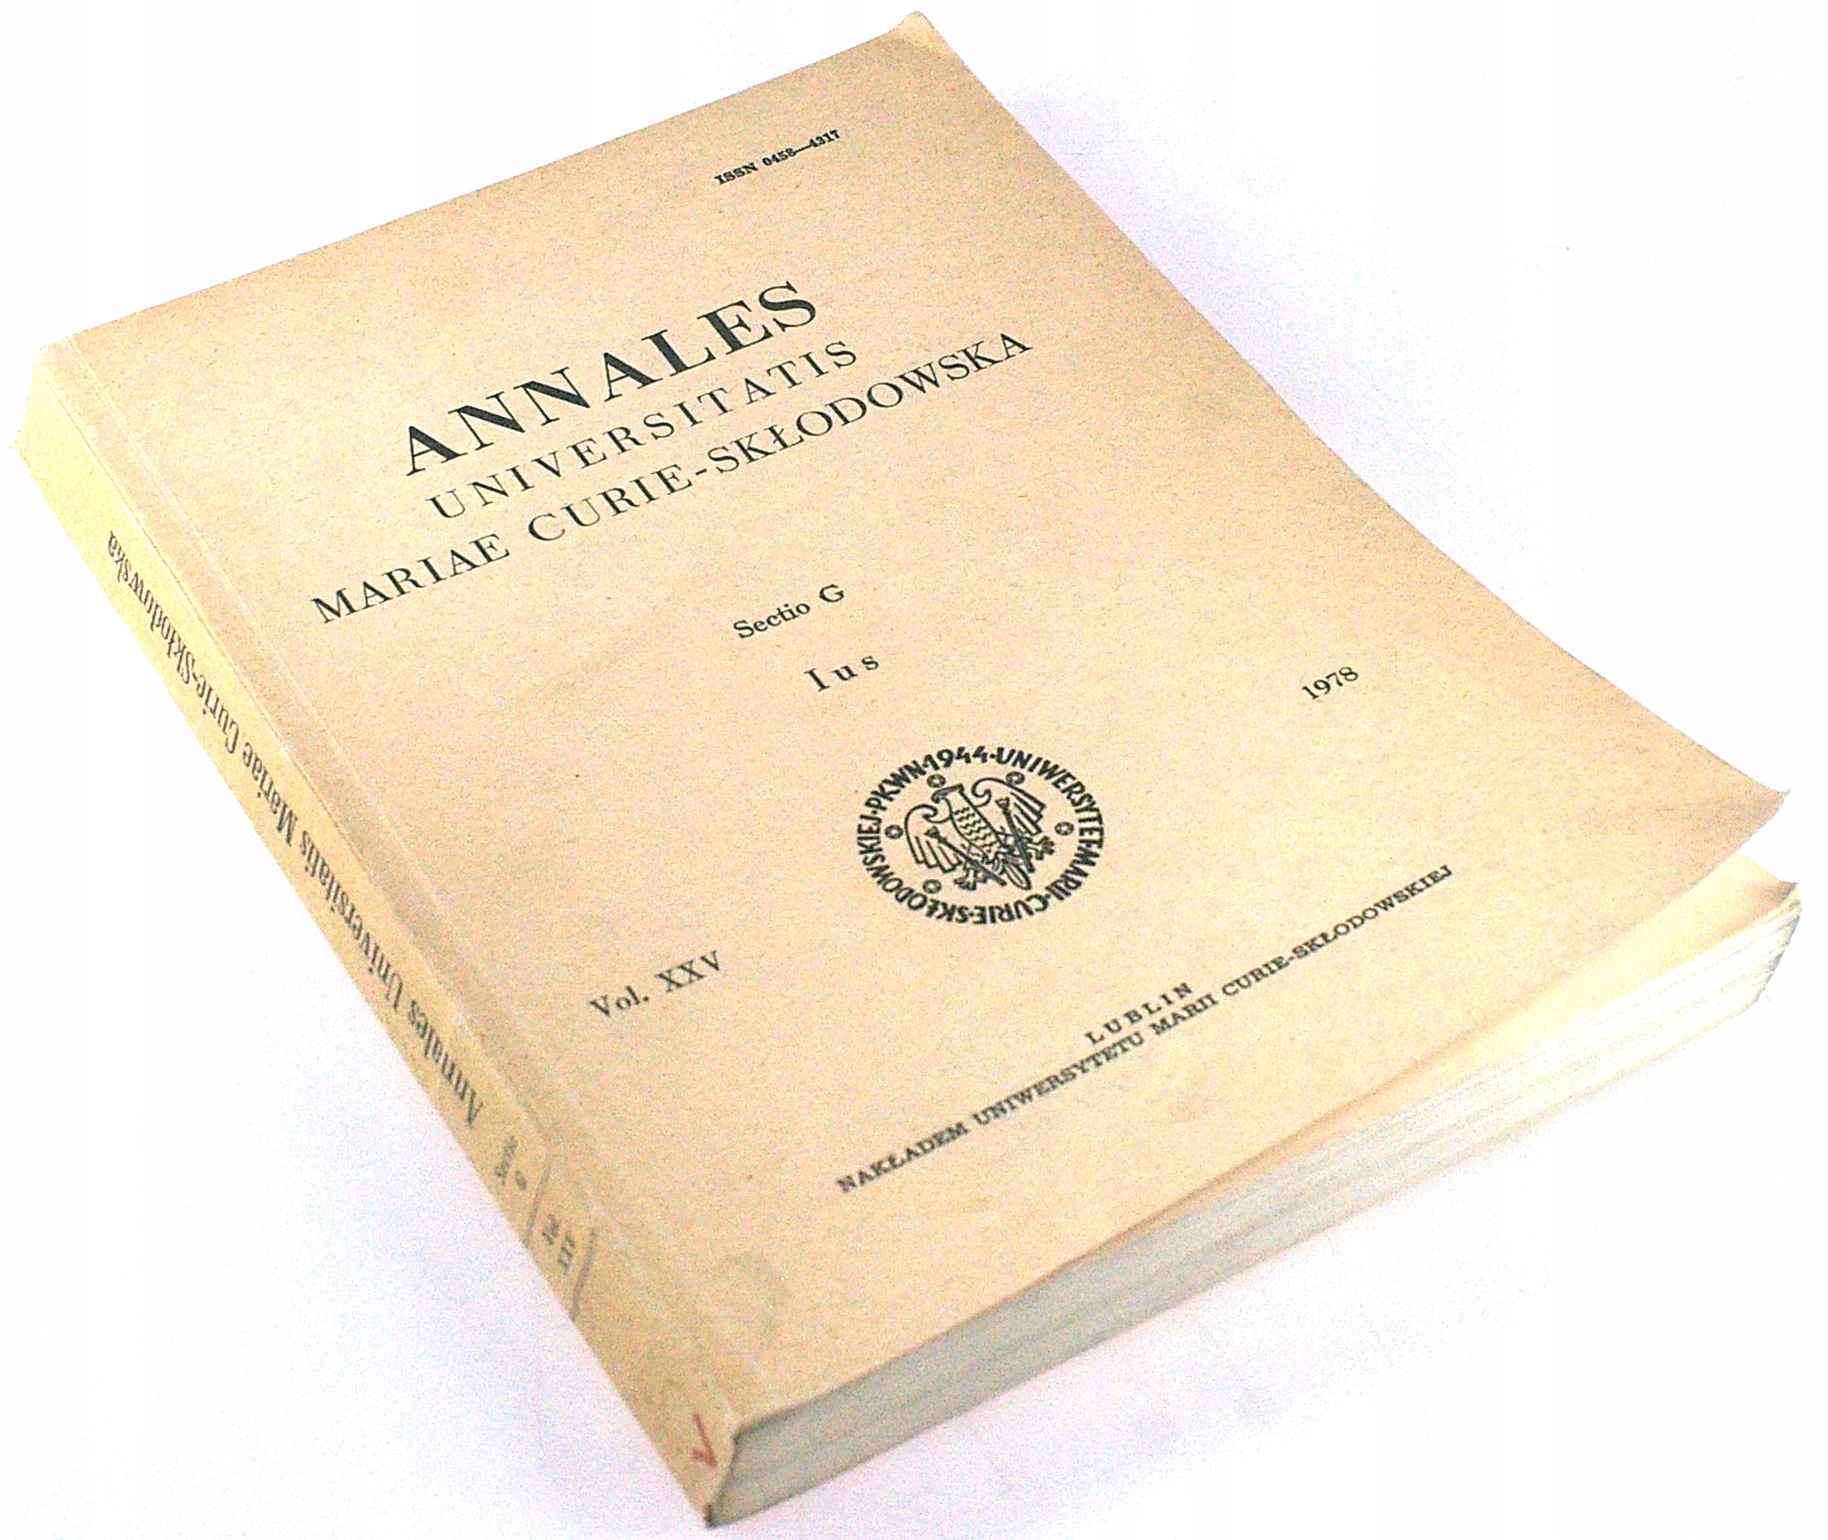 ISSN 0458—4317
ANNALES
UNIVERSITATIS
MARIAE CURIE-SKŁODOWSKA
Sectio G
Ius
Vol. XXV
1978
UNIWERSYTET·MARII·CURIE-SKŁODOWSKIEJ·PKWN·1944·
LUBLIN
NAKŁADEM UNIWERSYTETU MARII CURIE-SKŁODOWSKIEJ
Annales Universitatis Mariae Curie-Skłodowska